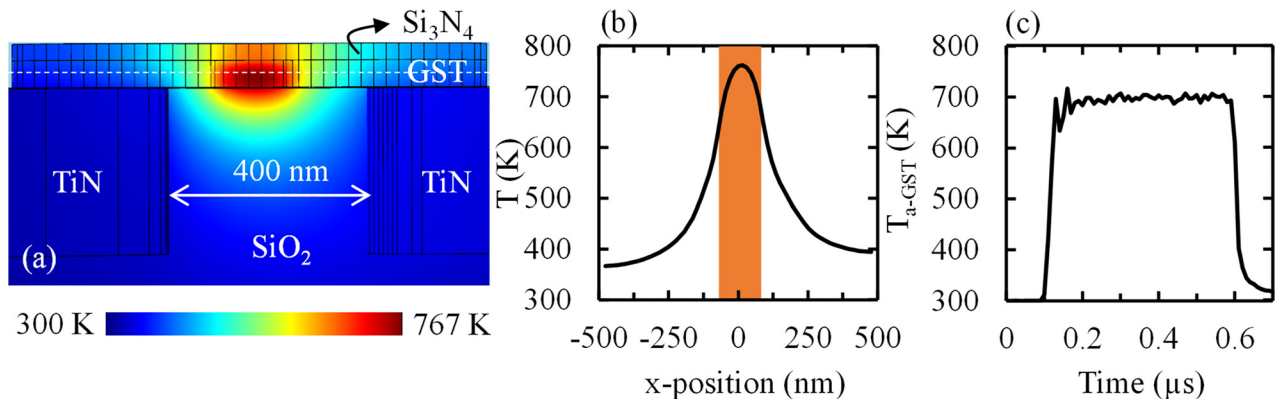 Si₃N₄
GST
TiN
400 nm
TiN
SiO₂
(a)
300 K
767 K
(b)
T (K)
800
700
600
500
400
300
-500
-250
0
250
500
x-position (nm)
(c)
Tₐ₋GST (K)
800
700
600
500
400
300
0
0.2
0.4
0.6
Time (µs)